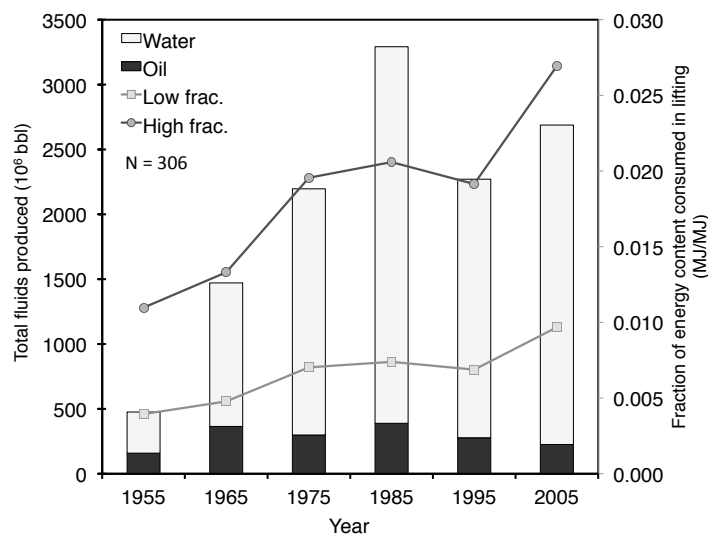 3500
3000
2500
2000
1500
1000
500
0
Total fluids produced (10⁶ bbl)
Water
Oil
Low frac.
High frac.
N = 306
0.030
0.025
0.020
0.015
0.010
0.005
0.000
Fraction of energy content consumed in lifting
(MJ/MJ)
1955 1965 1975 1985 1995 2005
Year